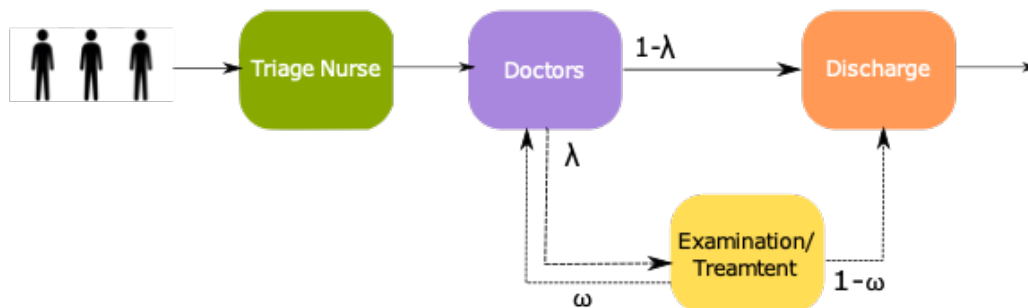 Triage Nurse
Doctors
1-λ
Discharge
λ
Examination/
Treamtent
ω
1-ω